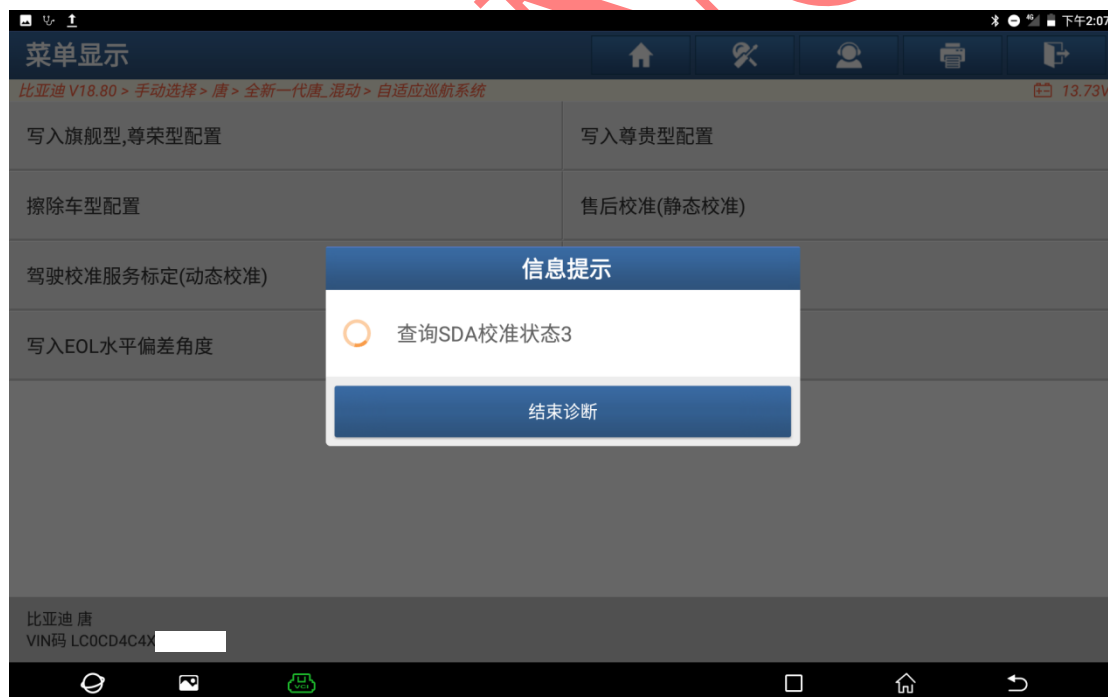 4G 下午2:07
菜单显示
比亚迪 V18.80 > 手动选择 > 唐 > 全新一代唐_混动 > 自适应巡航系统
13.73V
写入旗舰型,尊荣型配置
写入尊贵型配置
擦除车型配置
售后校准(静态校准)
驾驶校准服务标定(动态校准)
信息提示
查询SDA校准状态3
写入EOL水平偏差角度
结束诊断
比亚迪 唐
VIN码 LC0CD4C4X
VCI